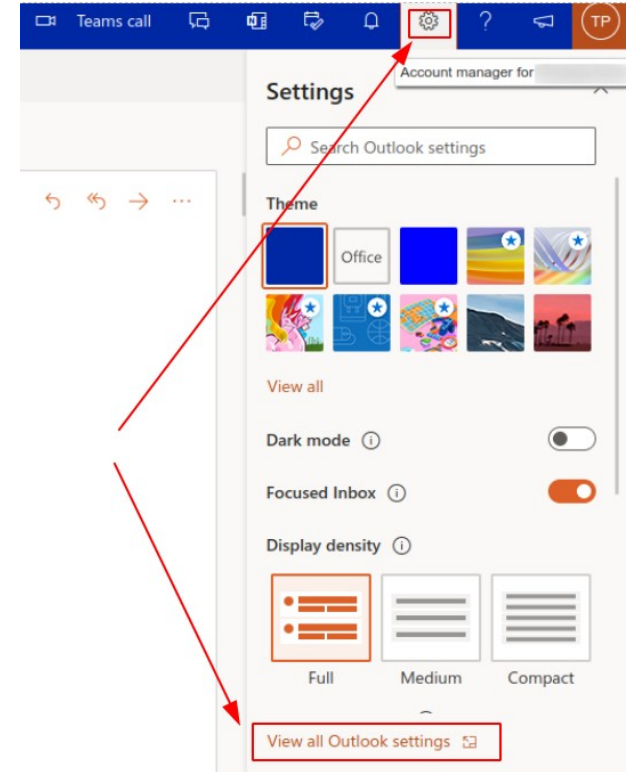 Teams call
?
TP
Account manager for
Settings
Search Outlook settings
Theme
Office
View all
Dark mode
Focused Inbox
Display density
Full Medium Compact
View all Outlook settings